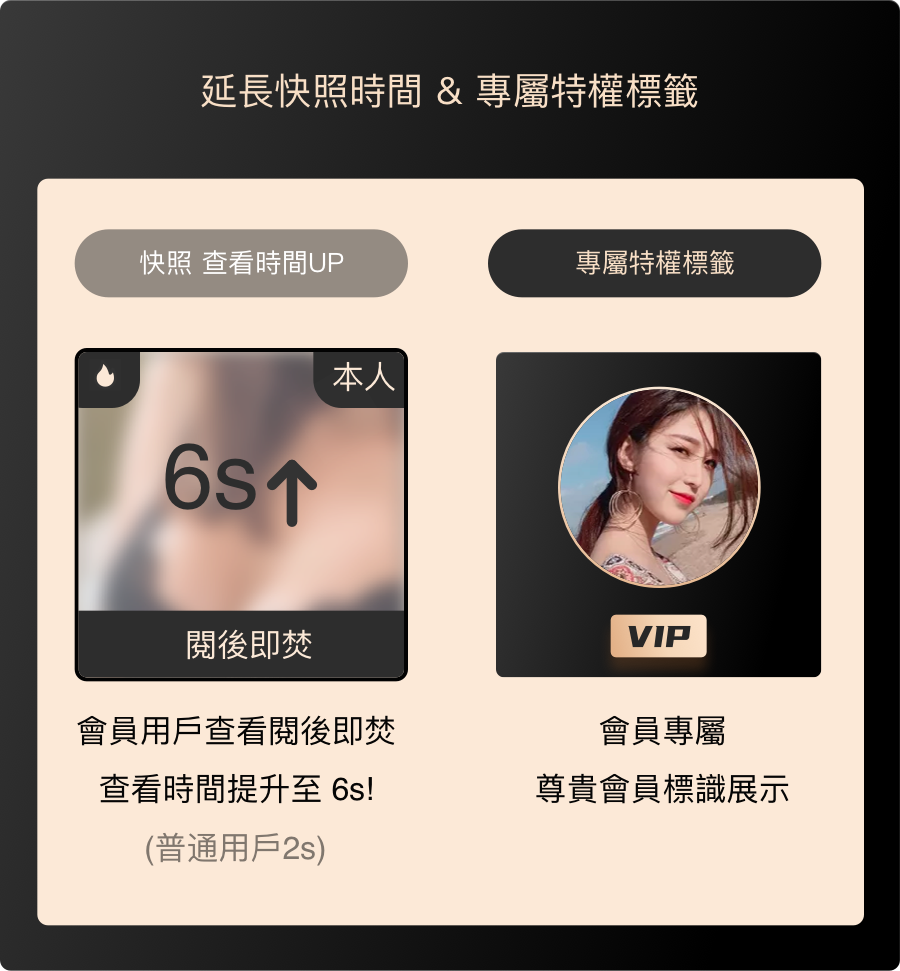 延長快照時間 & 專屬特權標籤
快照 查看時間UP
專屬特權標籤
本人
6s
閱後即焚
VIP
會員用戶查看閱後即焚
查看時間提升至 6s!
(普通用戶2s)
會員專屬
尊貴會員標識展示